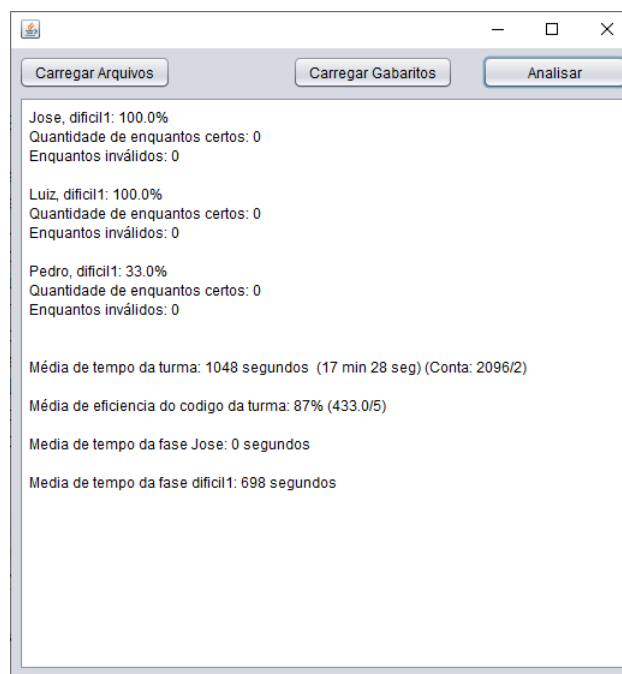 Carregar Arquivos Carregar Gabaritos Analisar
Jose, dificil1: 100.0%
Quantidade de enquantos certos: 0
Enquantos inválidos: 0
Luiz, dificil1: 100.0%
Quantidade de enquantos certos: 0
Enquantos inválidos: 0
Pedro, dificil1: 33.0%
Quantidade de enquantos certos: 0
Enquantos inválidos: 0
Média de tempo da turma: 1048 segundos  (17 min 28 seg) (Conta: 2096/2)
Média de eficiencia do codigo da turma: 87% (433.0/5)
Media de tempo da fase Jose: 0 segundos
Media de tempo da fase dificil1: 698 segundos